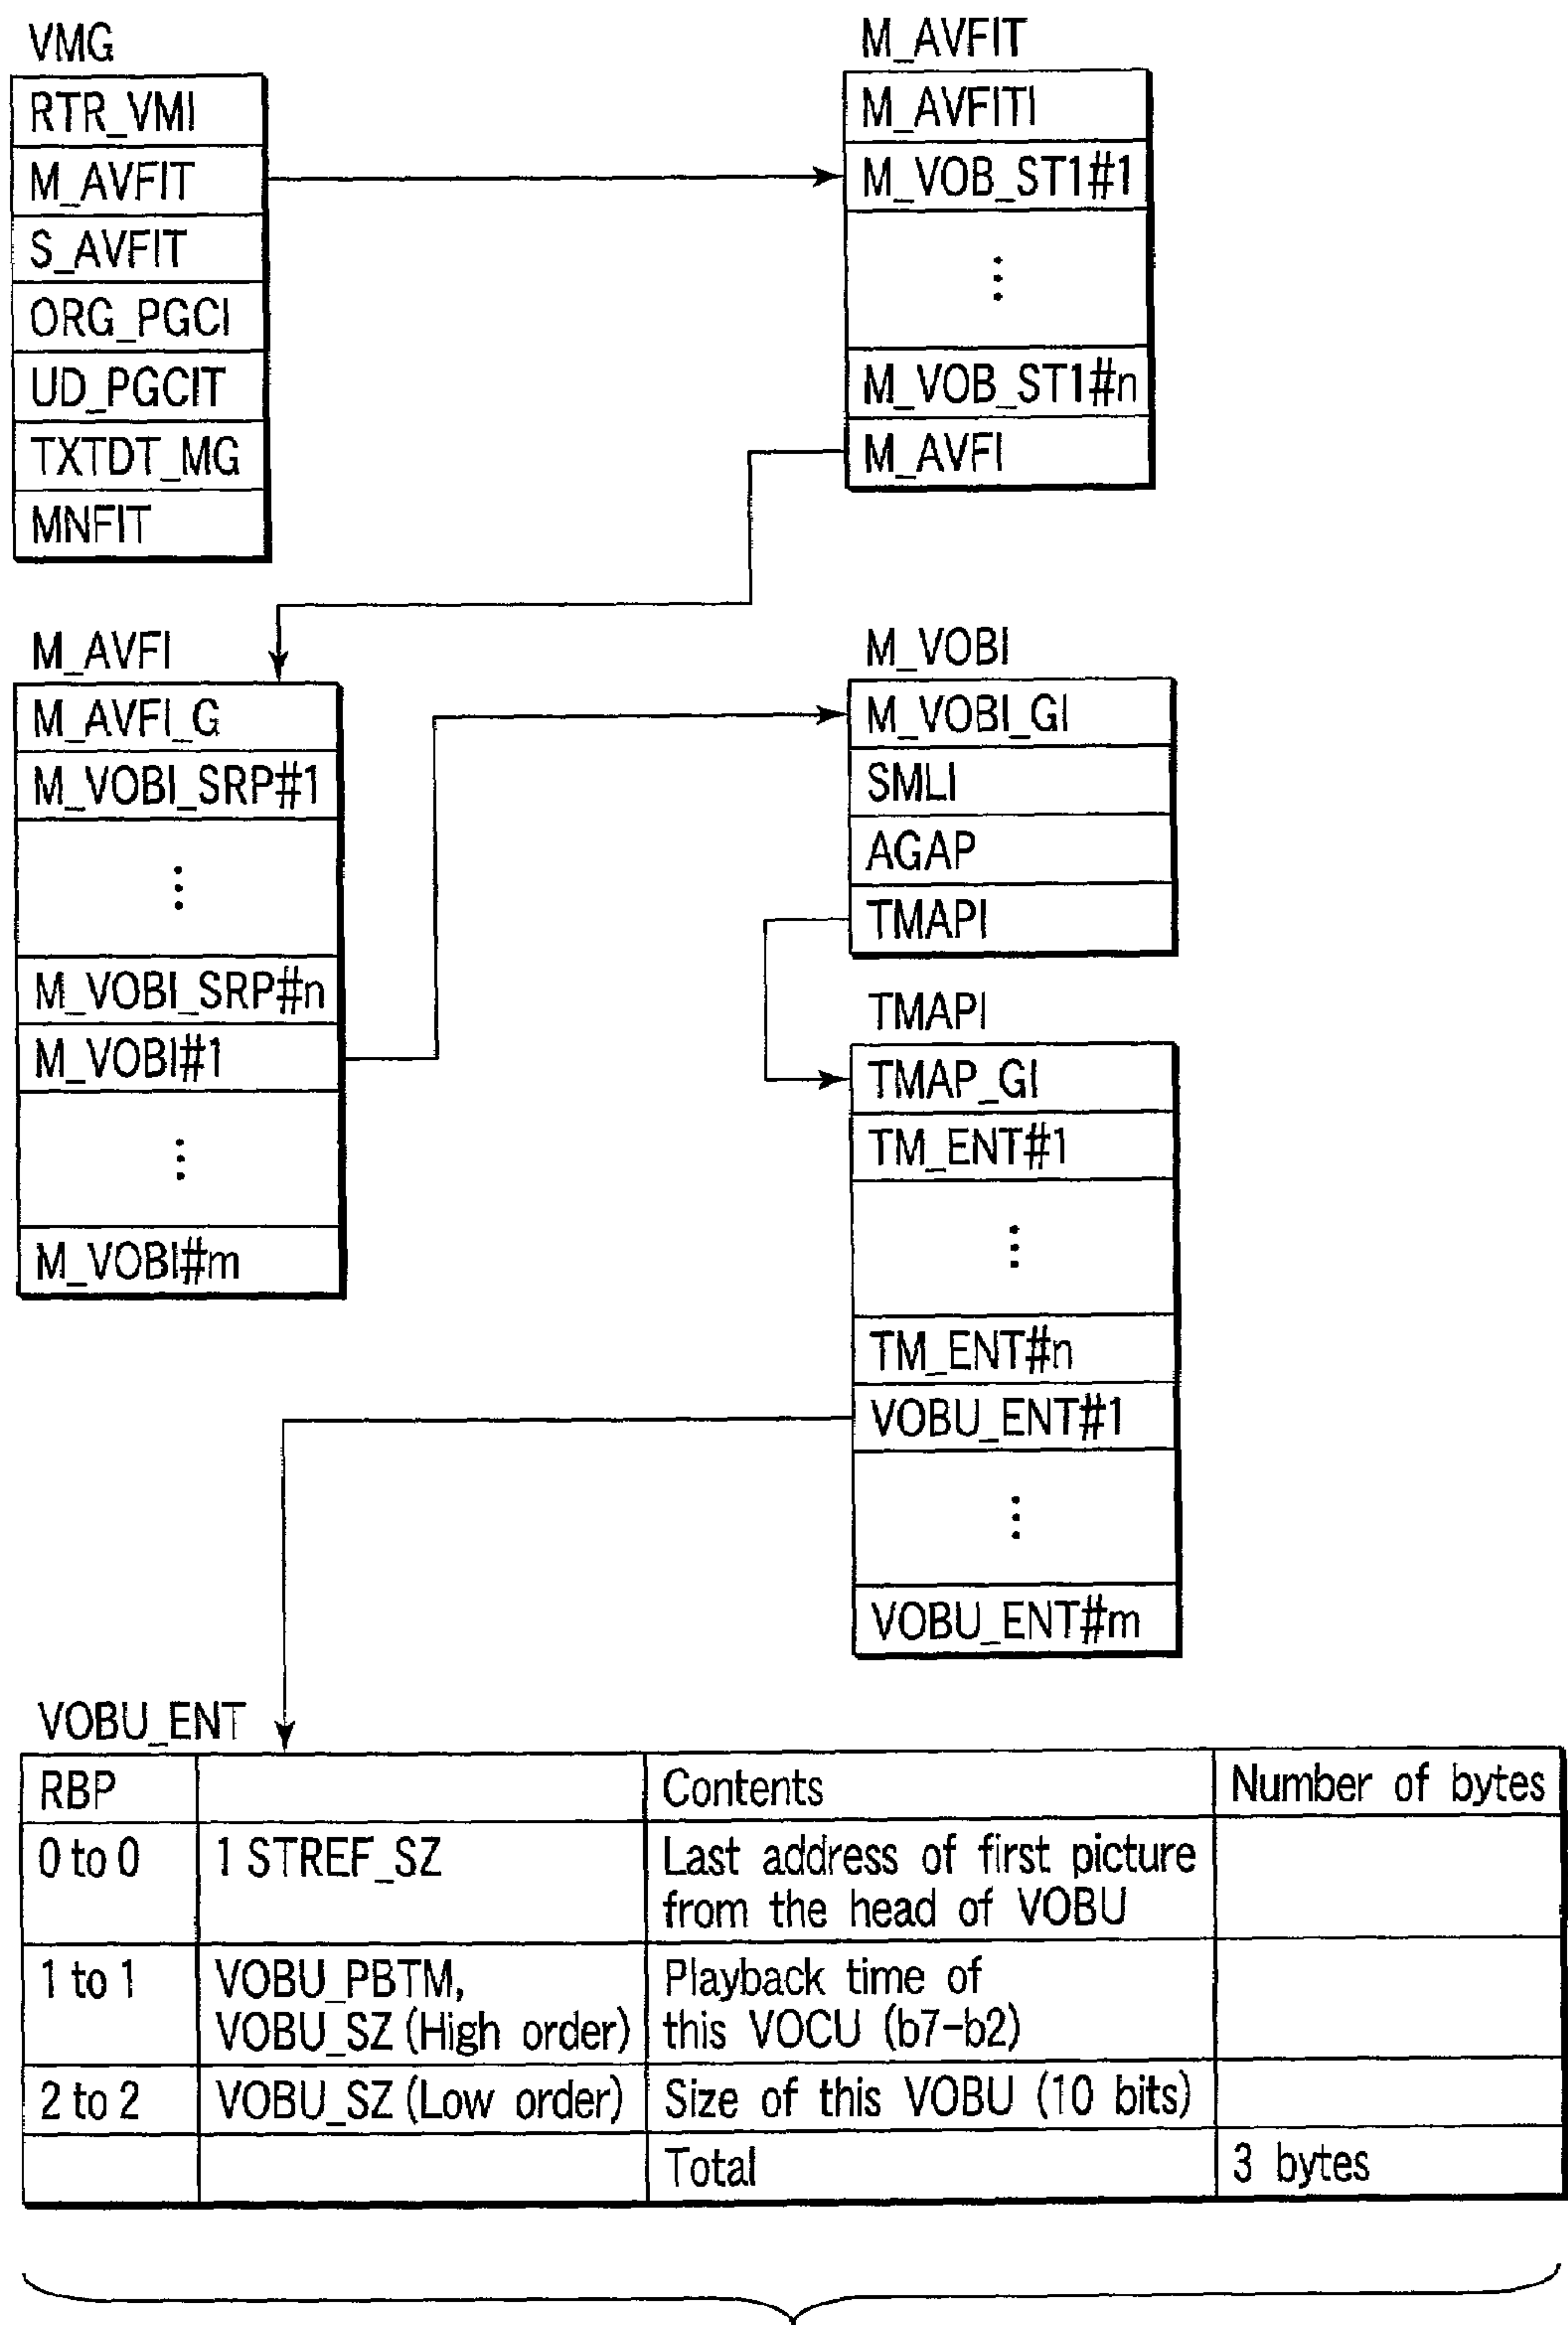 VMG
RTR_VMI
M_AVFIT
S_AVFIT
ORG_PGCI
UD_PGCIT
TXTDT_MG
MNFIT
M_AVFIT
M_AVFITI
M_VOB_ST1#1
M_VOB_ST1#n
M_AVFI
M_AVFI
M_AVFI_G
M_VOBI_SRP#1
M_VOBI_SRP#n
M_VOBI#1
M_VOBI#m
M_VOBI
M_VOBI_GI
SMLI
AGAP
TMAPI
TMAPI
TMAP_GI
TM_ENT#1
TM_ENT#n
VOBU_ENT#1
VOBU_ENT#m
VOBU_ENT
RBP Contents Number of bytes
0 to 0 1 STREF_SZ Last address of first picture
from the head of VOBU
1 to 1 VOBU_PBTM, Playback time of
VOBU_SZ (High order) this VOCU (b7-b2)
2 to 2 VOBU_SZ (Low order) Size of this VOBU (10 bits)
Total 3 bytes